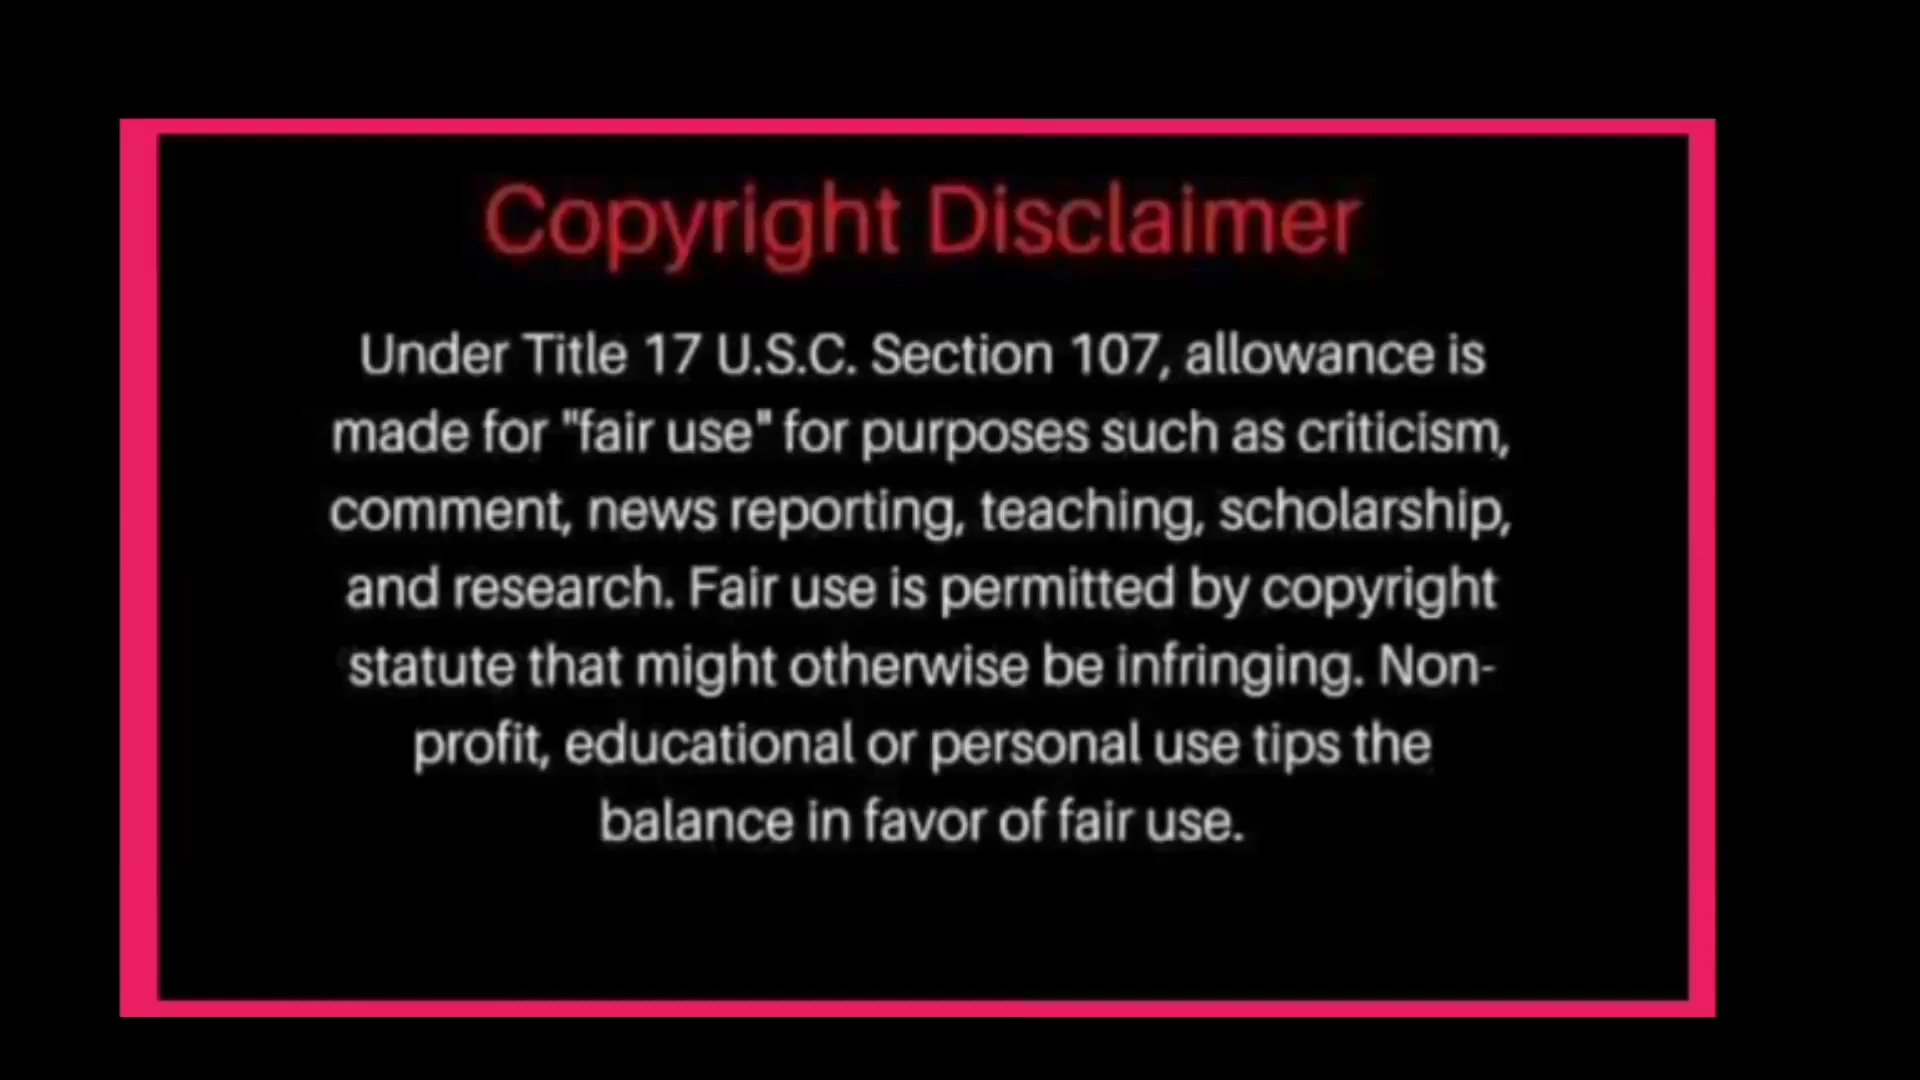 Copyright Disclaimer
Under Title 17 U.S.C. Section 107, allowance is
made for "fair use" for purposes such as criticism,
comment, news reporting, teaching, scholarship,
and research. Fair use is permitted by copyright
statute that might otherwise be infringing. Non-
profit, educational or personal use tips the
balance in favor of fair use.